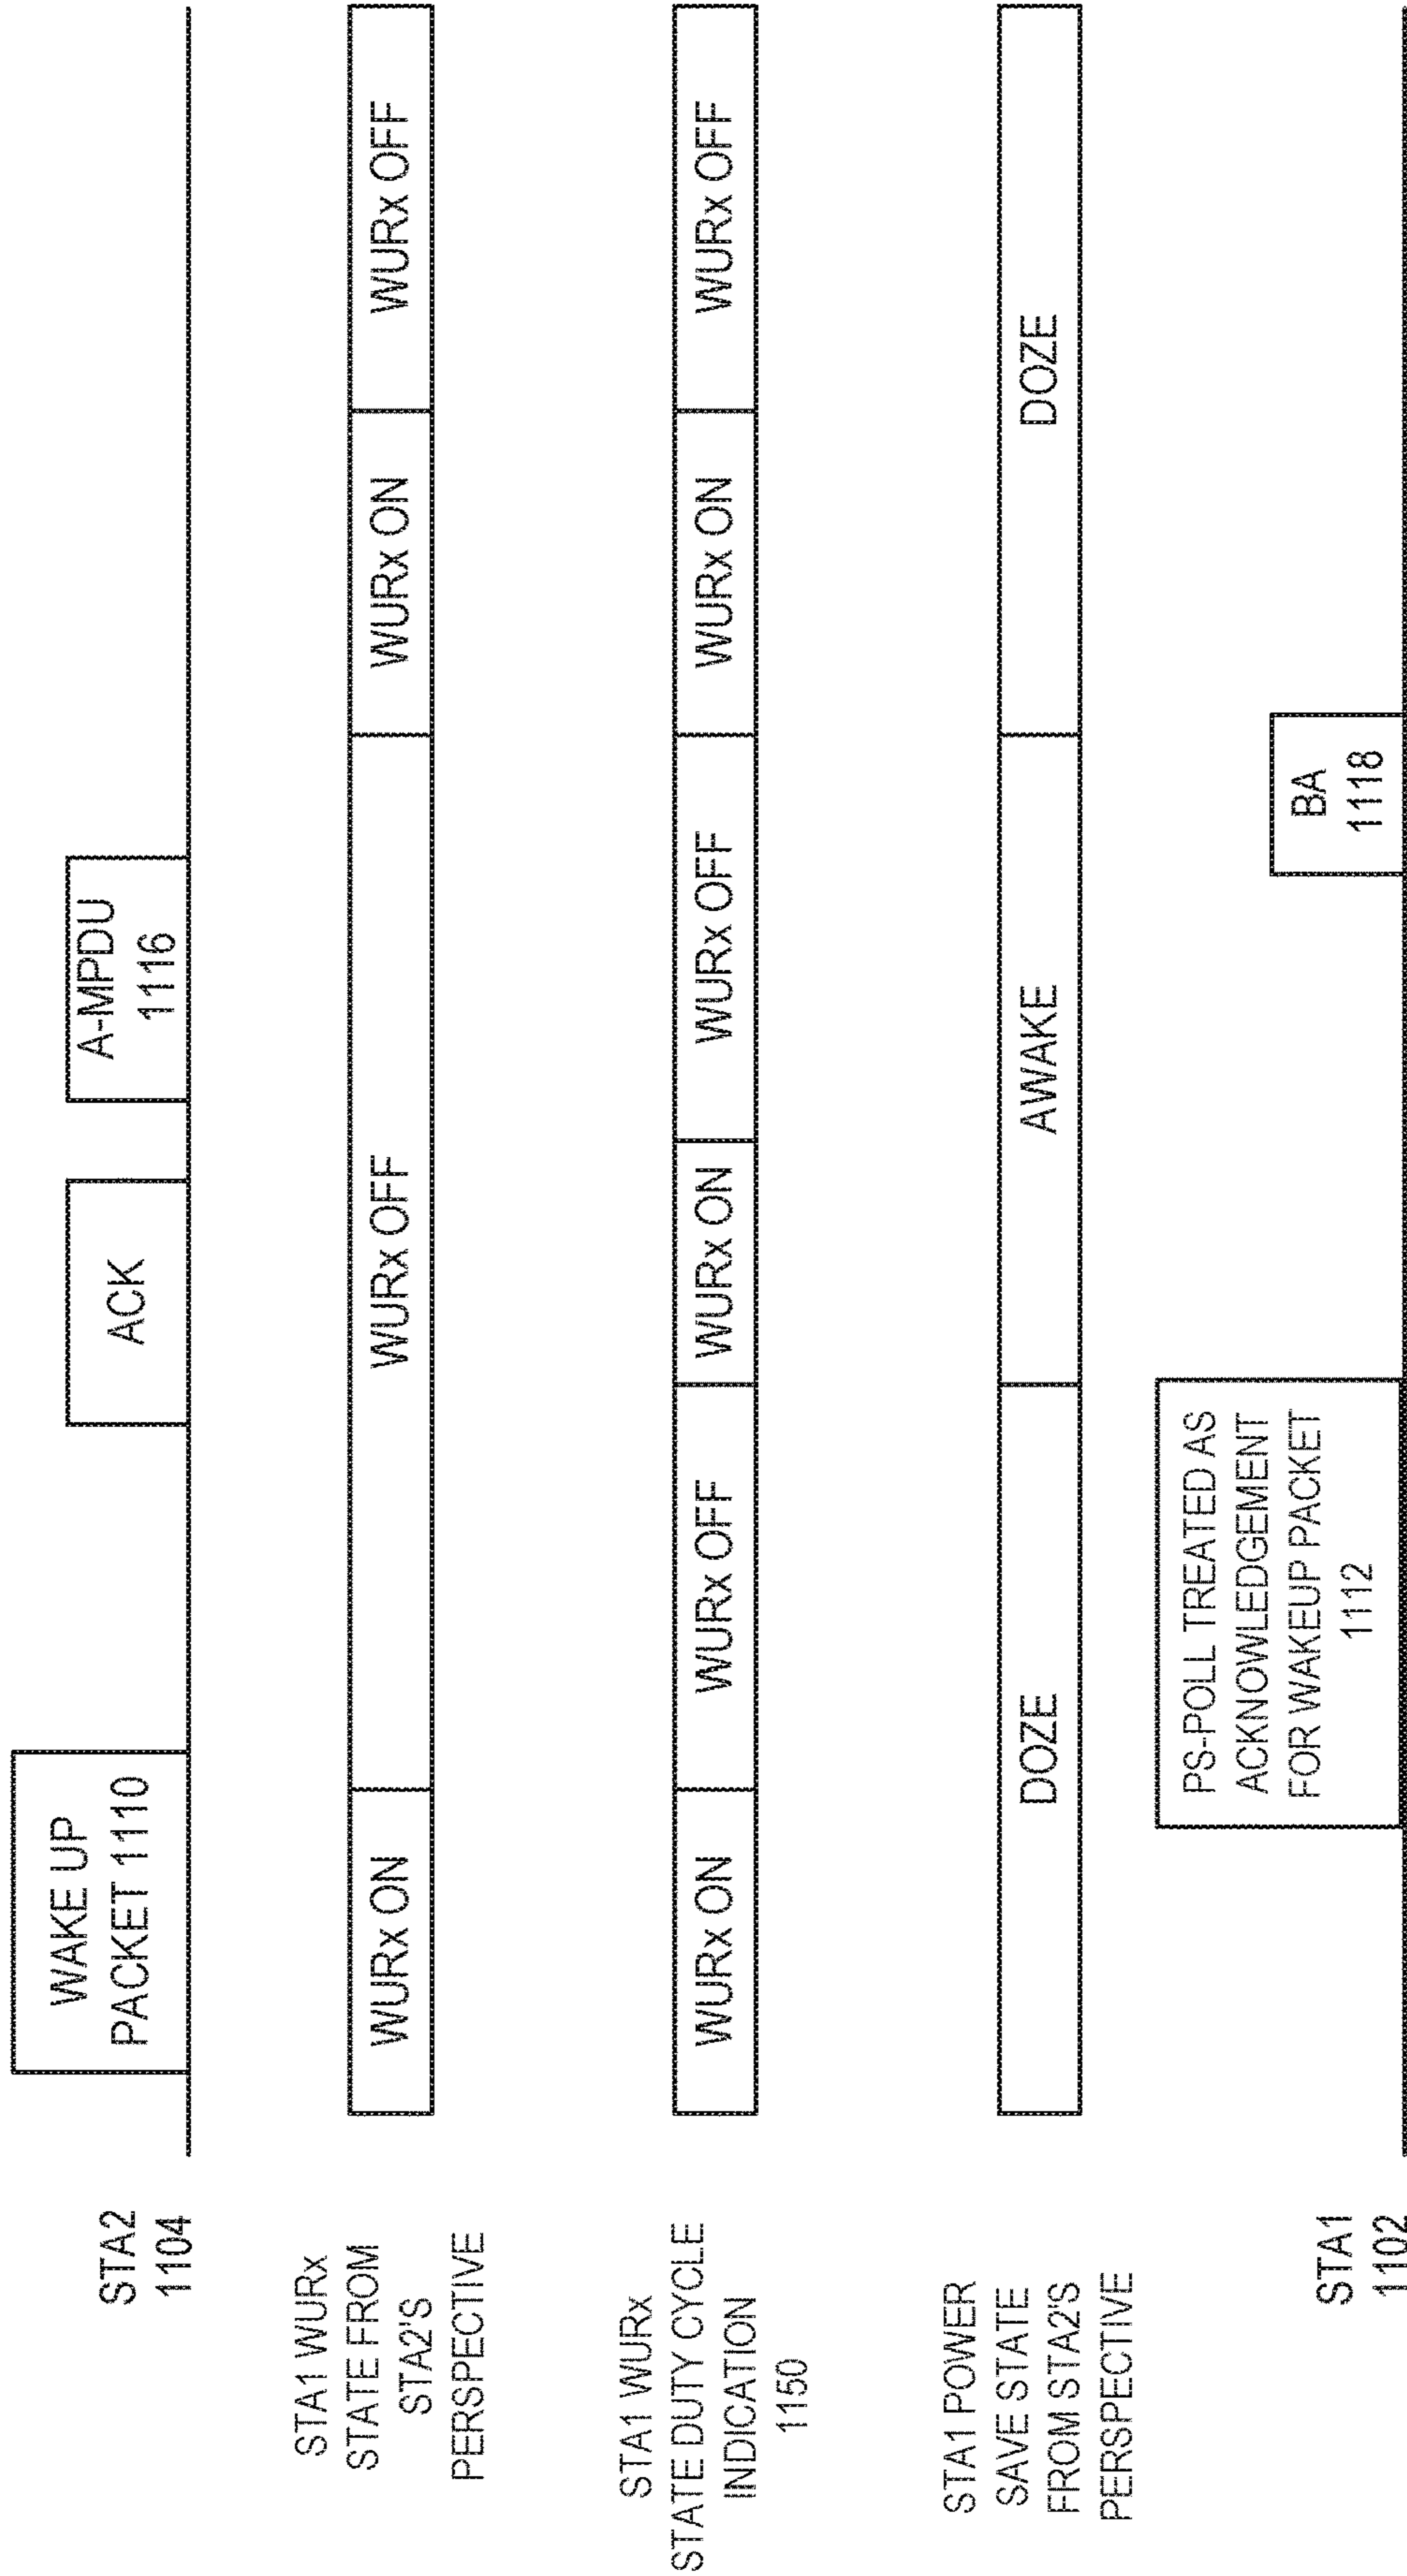 STA2
1104
WAKE UP
PACKET 1110
ACK
A-MPDU
1116
STA1 WURx
STATE FROM
STA2'S
PERSPECTIVE
WURx ON
WURx OFF
WURx ON
WURx OFF
STA1 WURx
STATE DUTY CYCLE
INDICATION
1150
WURx ON
WURx OFF
WURx ON
WURx OFF
WURx ON
WURx OFF
STA1 POWER
SAVE STATE
FROM STA2'S
PERSPECTIVE
DOZE
AWAKE
DOZE
STA1
1102
PS-POLL TREATED AS
ACKNOWLEDGEMENT
FOR WAKEUP PACKET
1112
BA
1118